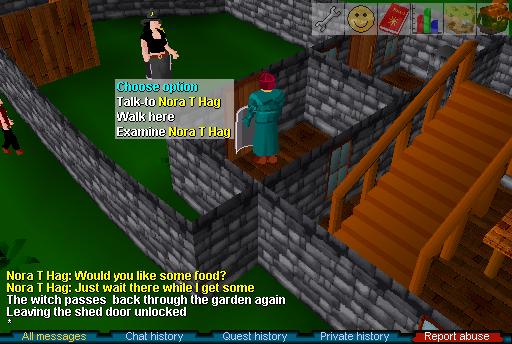 Choose option
Talk-to Nora T Hag
Walk here
Examine Nora T Hag
Nora T Hag: Would you like some food?
Nora T Hag: Just wait there while I get some
The witch passes  back through the garden again
Leaving the shed door unlocked
*
All messages
Chat history
Quest history
Private history
Report abuse